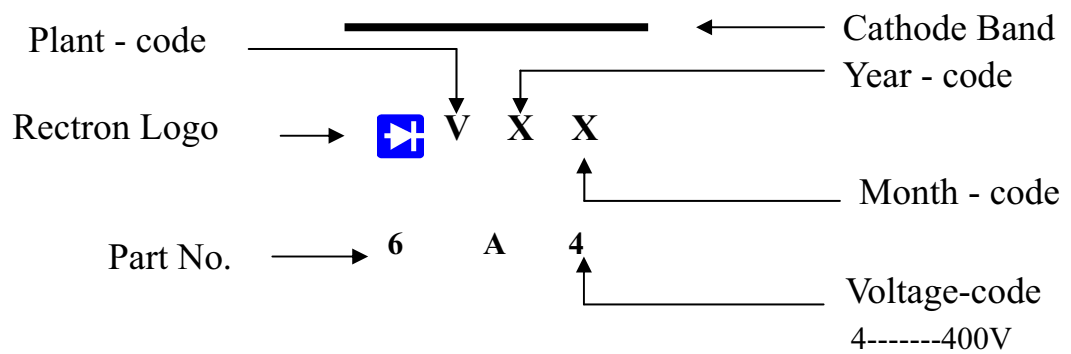 Plant - code
Cathode Band
Year - code
Rectron Logo
V X X
Month - code
Part No.
6 A 4
Voltage-code
4-------400V